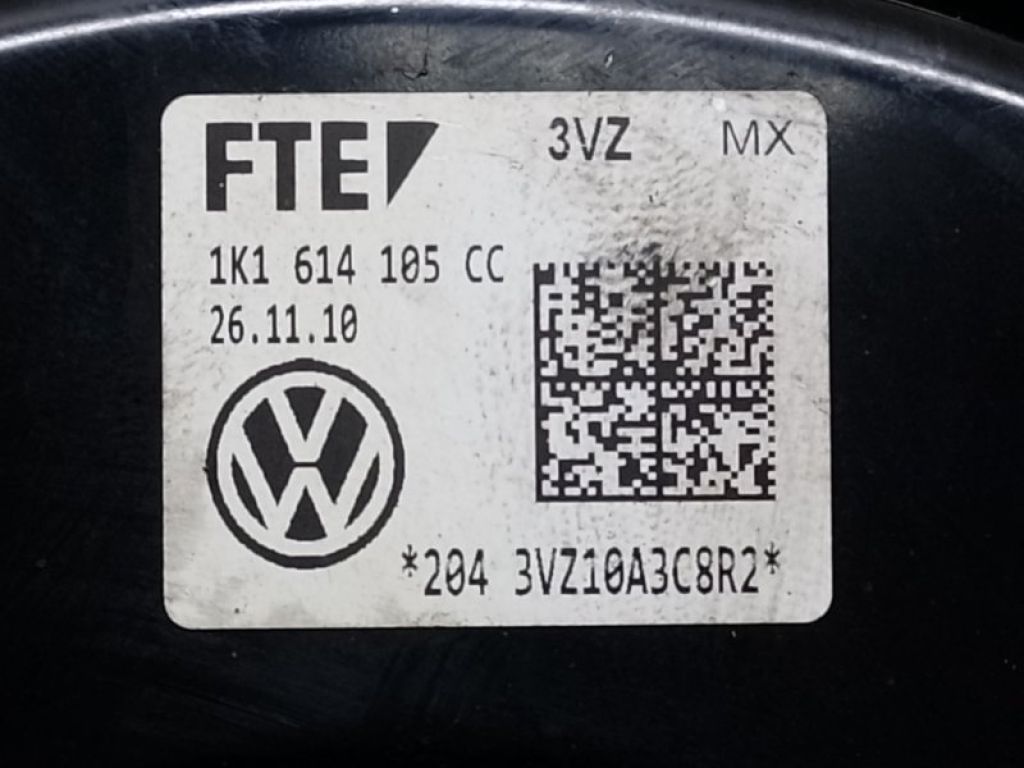 FTE 3VZ MX
1K1 614 105 CC
26.11.10
*204 3VZ10A3C8R2*